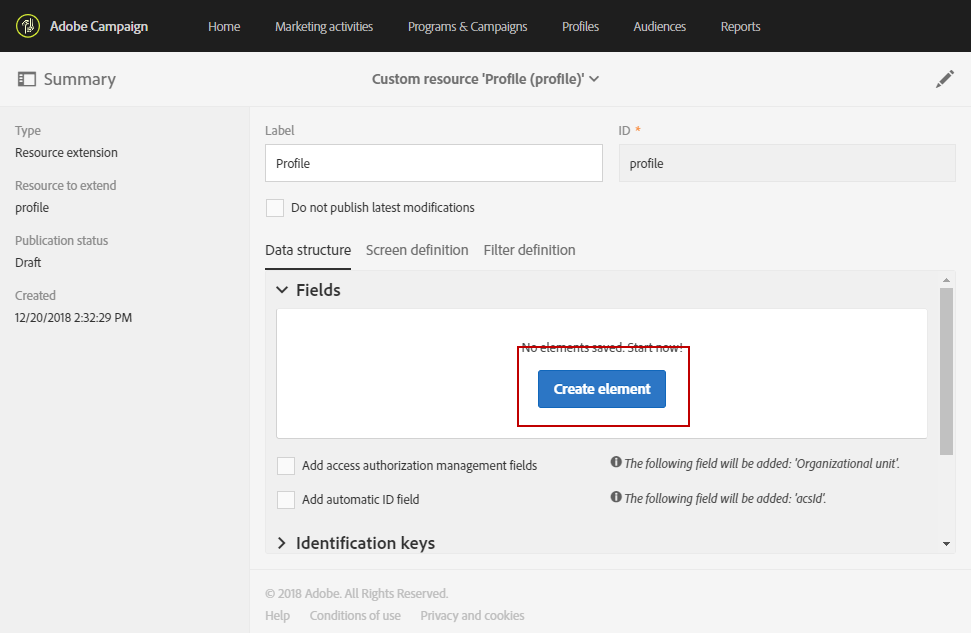 Adobe Campaign
Home
Marketing activities
Programs & Campaigns
Profiles
Audiences
Reports
Summary
Custom resource 'Profile (profile)'
Type
Resource extension
Resource to extend
profile
Publication status
Draft
Created
12/20/2018 2:32:29 PM
Label
ID *
Profile
profile
Do not publish latest modifications
Data structure
Screen definition
Filter definition
Fields
No elements saved. Start now!
Create element
Add access authorization management fields
The following field will be added: 'Organizational unit'.
Add automatic ID field
The following field will be added: 'acsId'.
Identification keys
© 2018 Adobe. All Rights Reserved.
Help
Conditions of use
Privacy and cookies